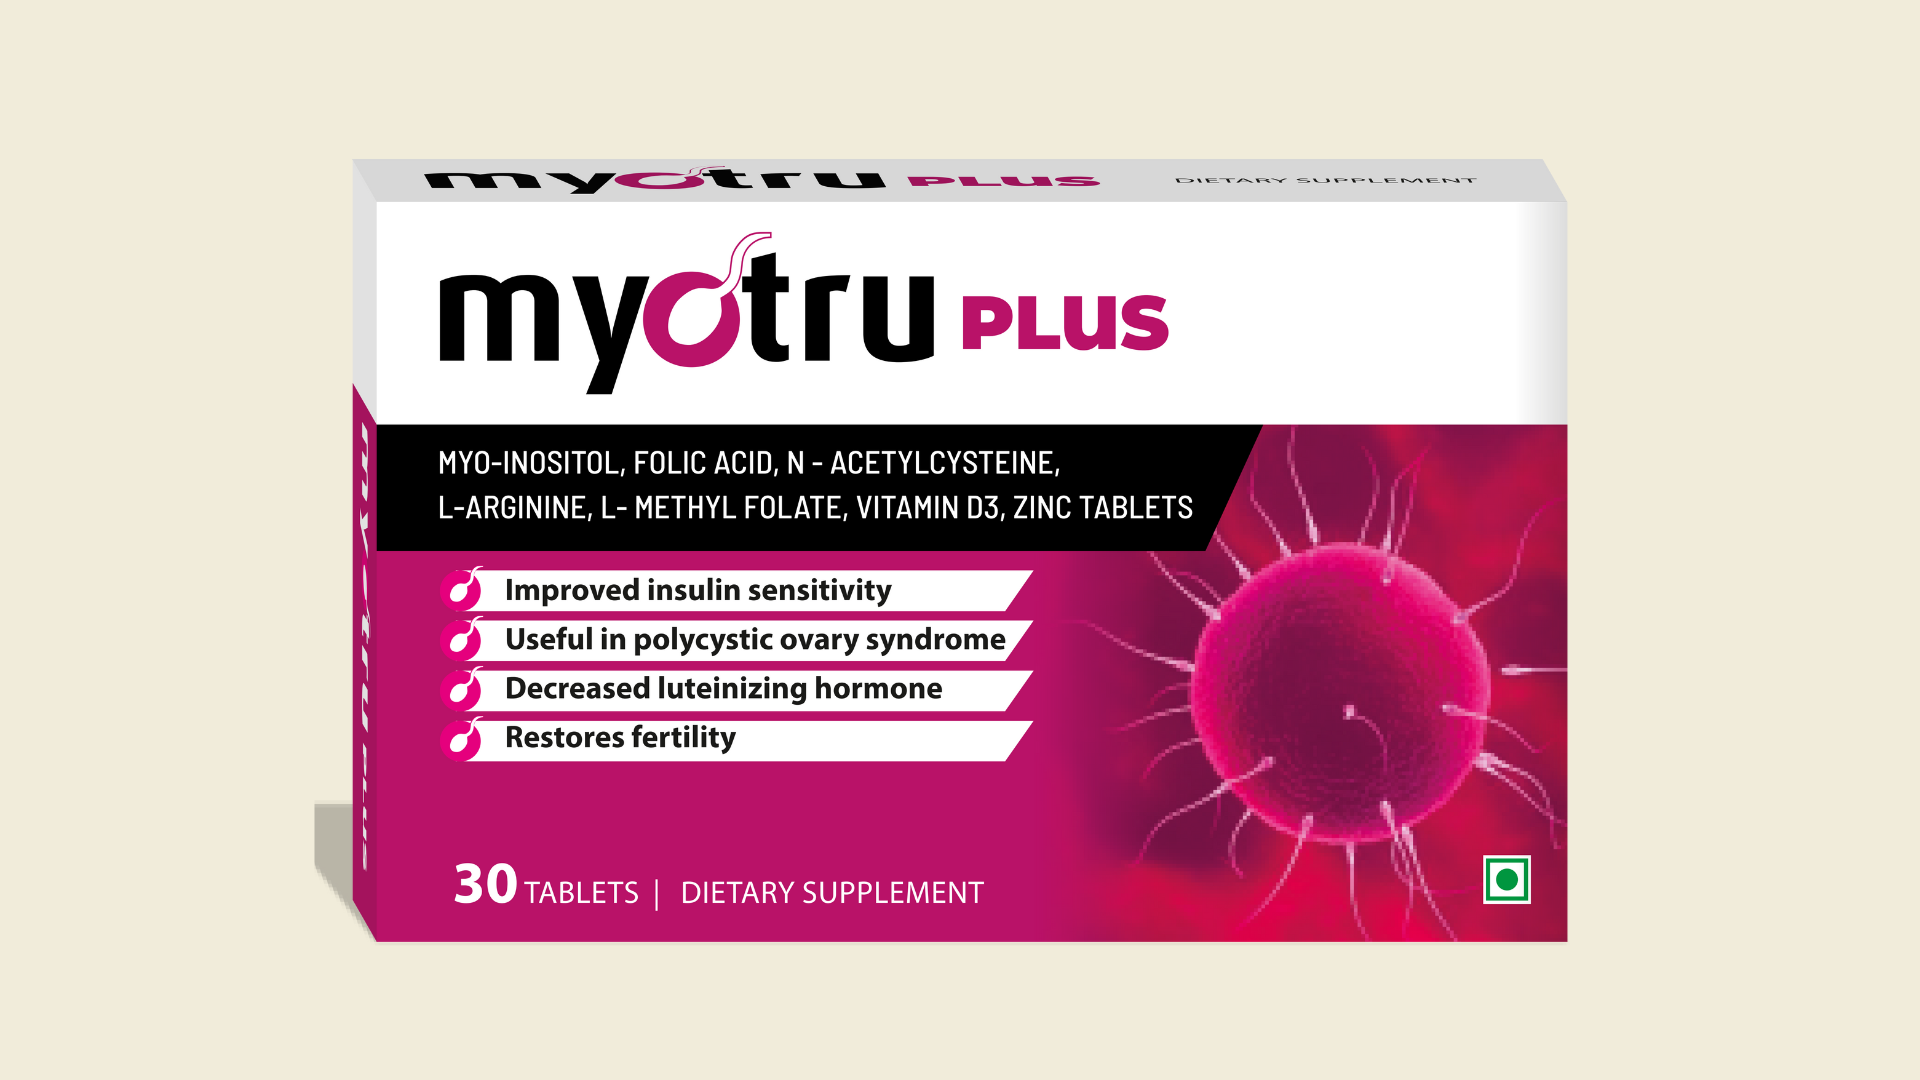 myotru PLUS DIETARY SUPPLEMENT
myotru PLUS
myotru PLUS
MYO-INOSITOL, FOLIC ACID, N - ACETYLCYSTEINE,
L-ARGININE, L- METHYL FOLATE, VITAMIN D3, ZINC TABLETS
Improved insulin sensitivity
Useful in polycystic ovary syndrome
Decreased luteinizing hormone
Restores fertility
30 TABLETS | DIETARY SUPPLEMENT